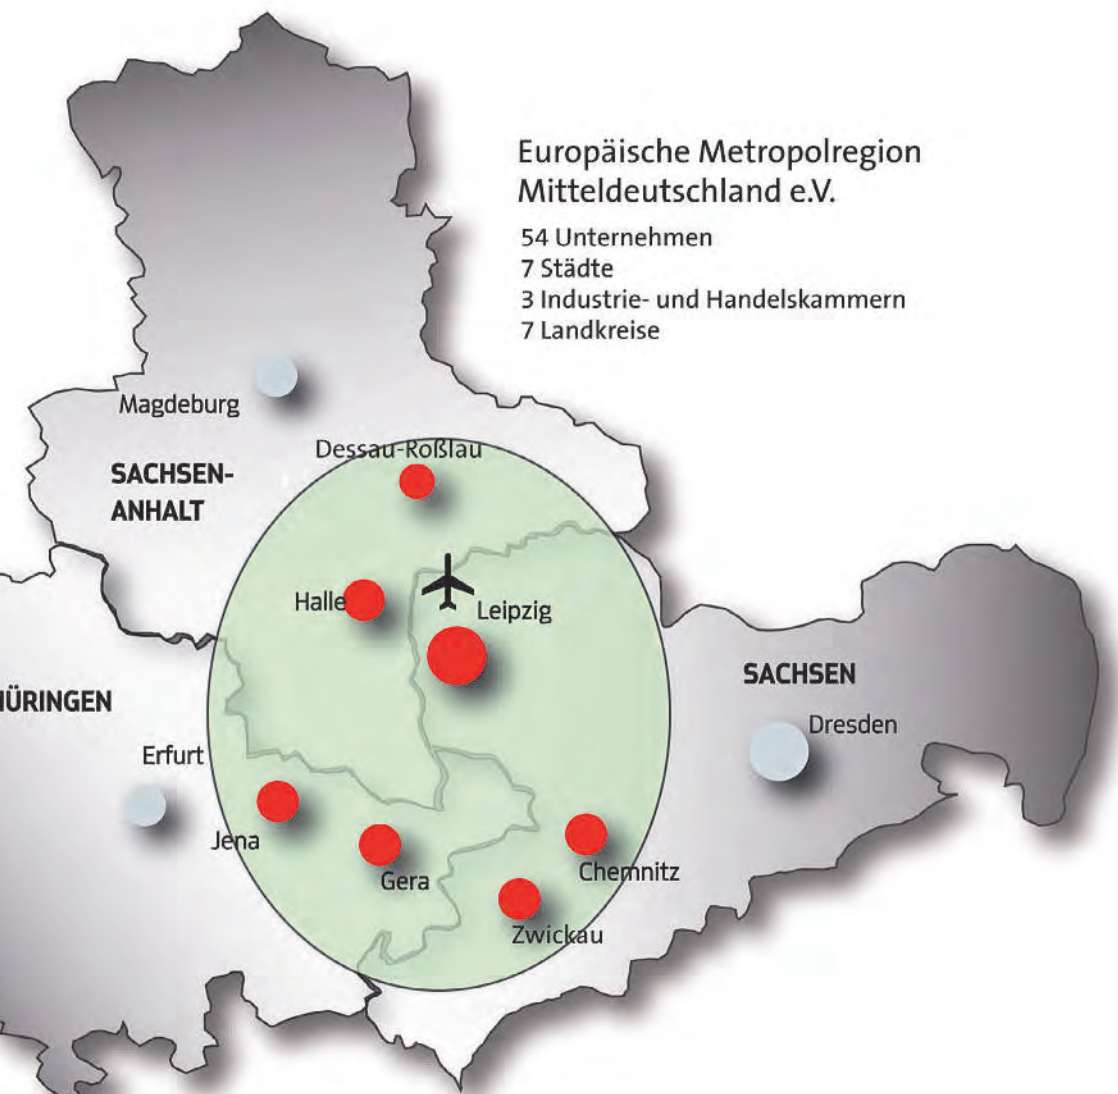 Europäische Metropolregion
Mitteldeutschland e.V.
54 Unternehmen
7 Städte
3 Industrie- und Handelskammern
7 Landkreise
Magdeburg
Dessau-Roßlau
SACHSEN-
ANHALT
Halle
Leipzig
SACHSEN
ÜRINGEN
Dresden
Erfurt
Jena
Gera
Chemnitz
Zwickau